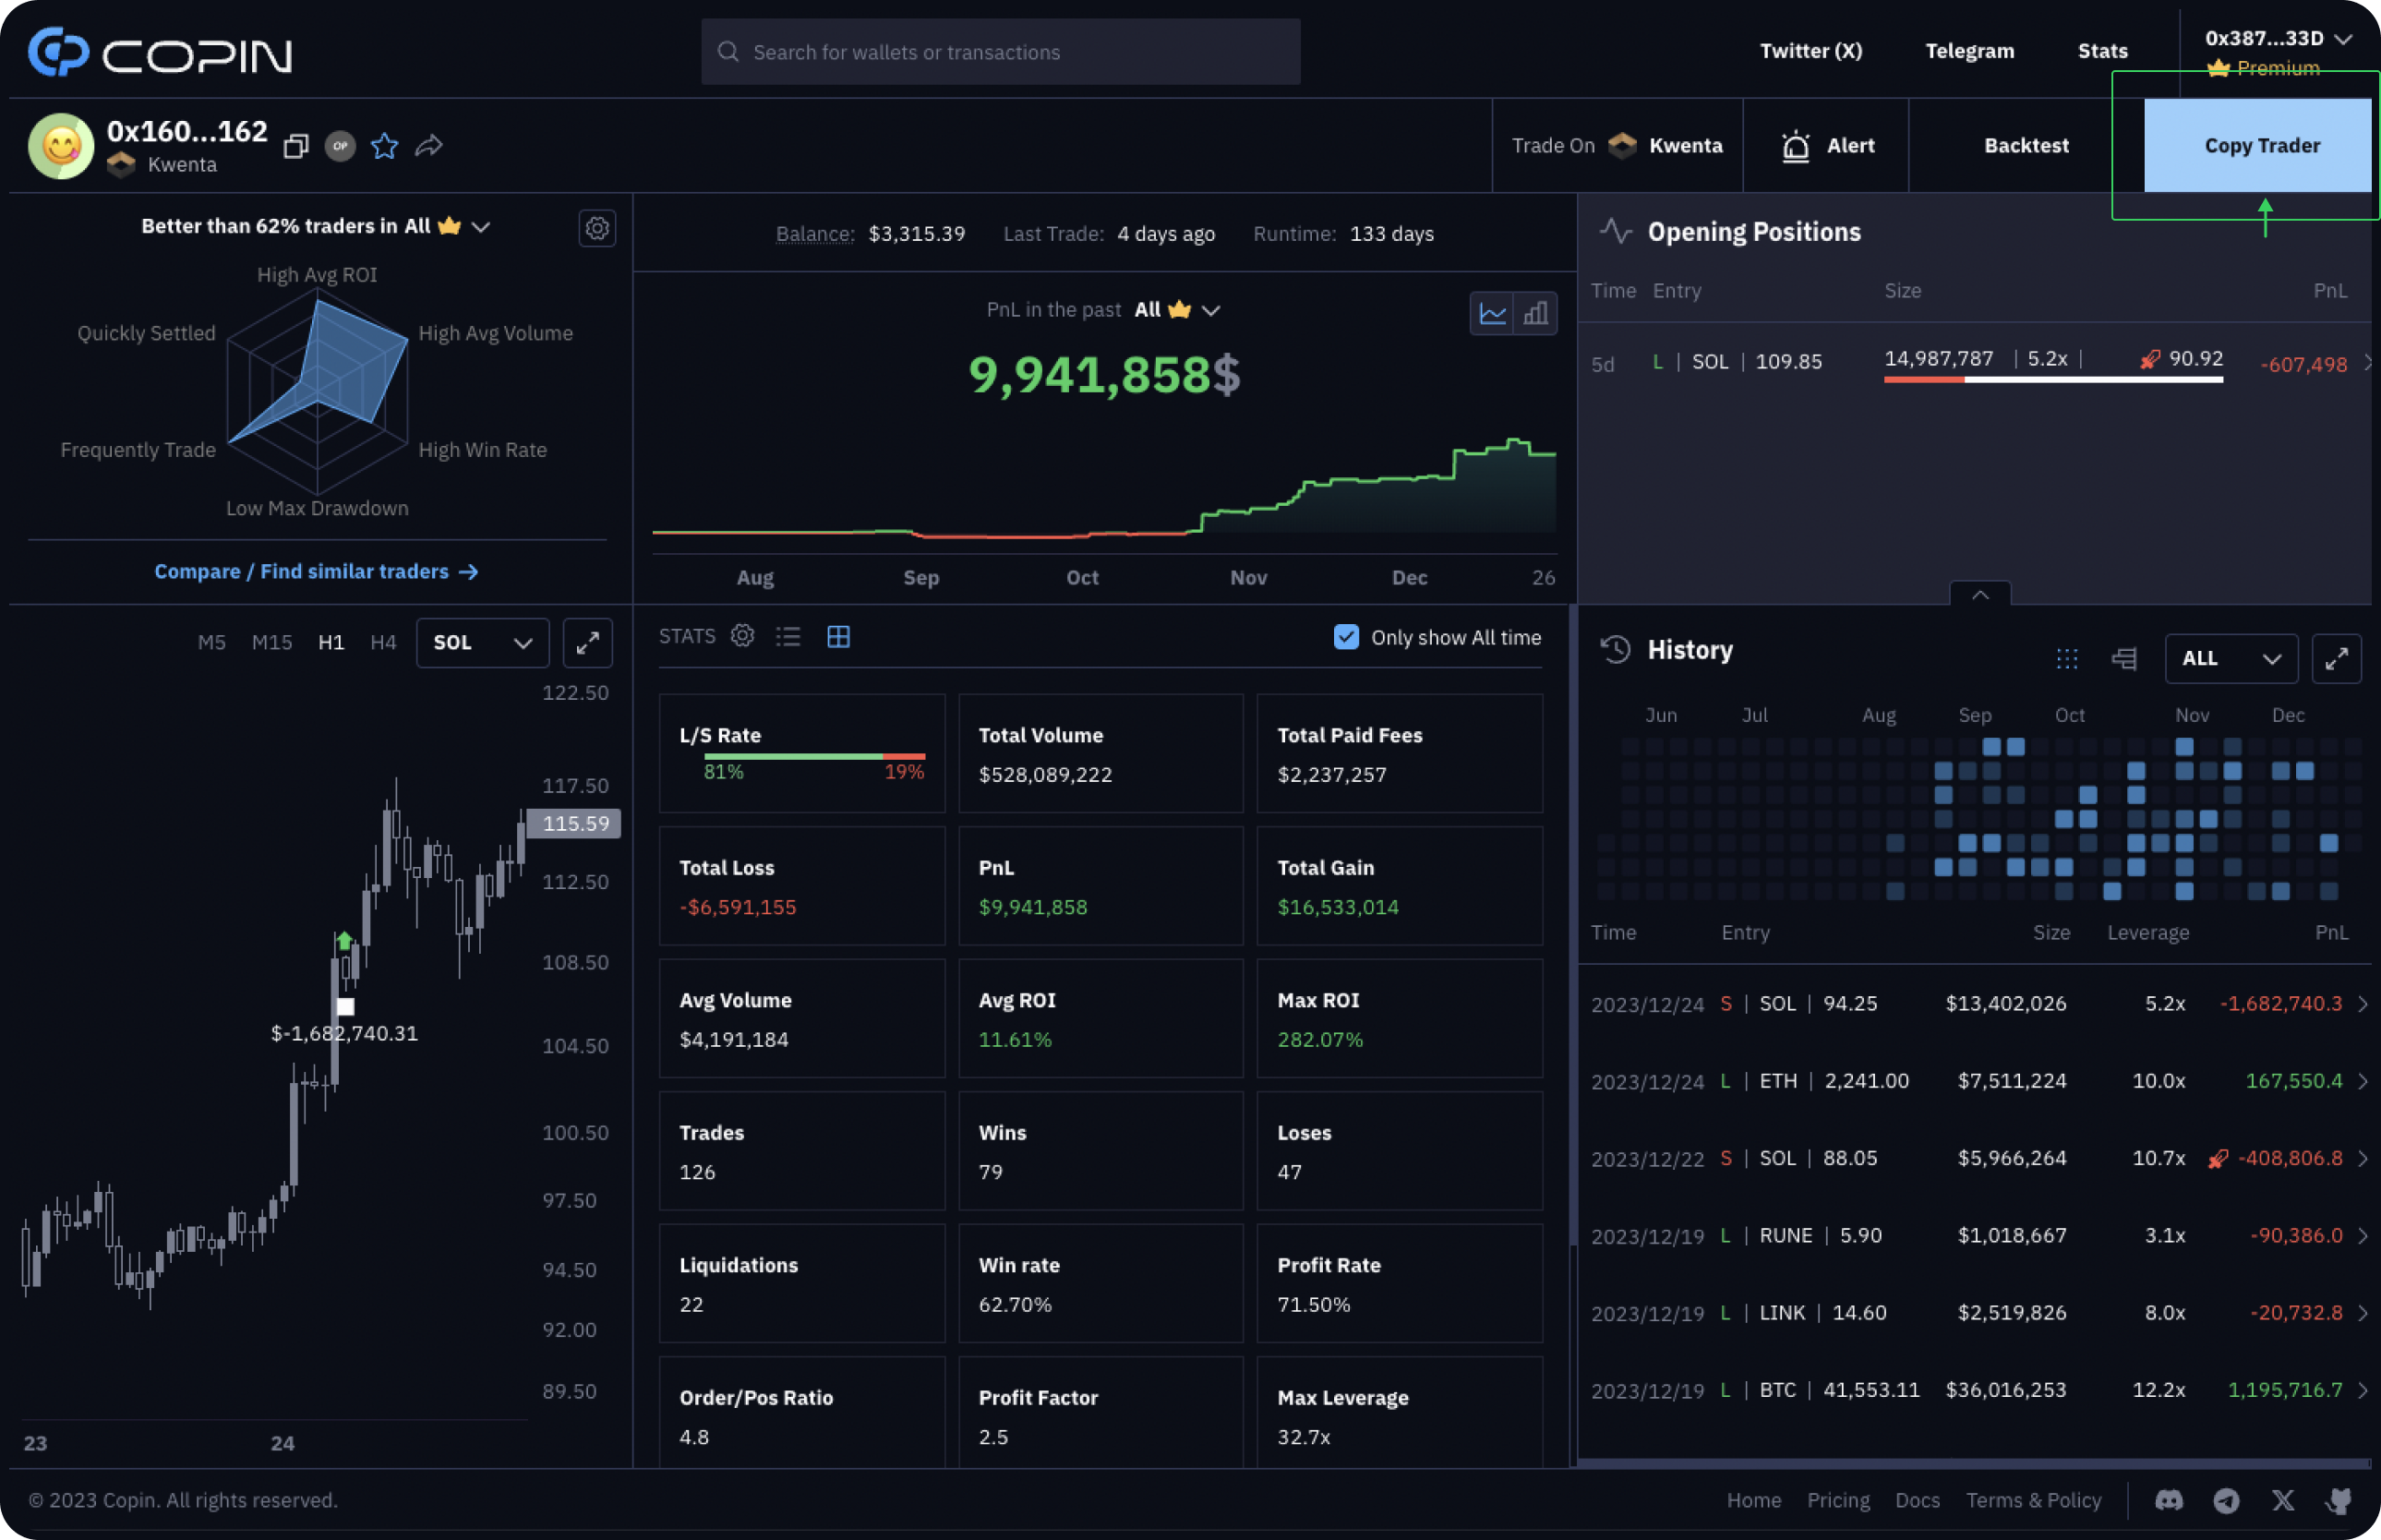 COPIN
Search for wallets or transactions
Twitter (X)
Telegram
Stats
0x387...33D
Premium
0x160...162
Kwenta
OP
Trade On Kwenta
Alert
Backtest
Copy Trader
Better than 62% traders in All
High Avg ROI
Quickly Settled
High Avg Volume
Frequently Trade
High Win Rate
Low Max Drawdown
Compare / Find similar traders
Balance: $3,315.39 Last Trade: 4 days ago Runtime: 133 days
PnL in the past All
9,941,858$
Aug Sep Oct Nov Dec 26
Opening Positions
Time Entry Size PnL
5d L | SOL | 109.85 14,987,787 | 5.2x | 90.92 -607,498
M5 M15 H1 H4 SOL
122.50
117.50
115.59
112.50
108.50
104.50
100.50
97.50
94.50
92.00
89.50
$-1,682,740.31
23 24
STATS
Only show All time
L/S Rate
81% 19%
Total Volume
$528,089,222
Total Paid Fees
$2,237,257
Total Loss
-$6,591,155
PnL
$9,941,858
Total Gain
$16,533,014
Avg Volume
$4,191,184
Avg ROI
11.61%
Max ROI
282.07%
Trades
126
Wins
79
Loses
47
Liquidations
22
Win rate
62.70%
Profit Rate
71.50%
Order/Pos Ratio
4.8
Profit Factor
2.5
Max Leverage
32.7x
History
ALL
Jun Jul Aug Sep Oct Nov Dec
Time Entry Size Leverage PnL
2023/12/24 S | SOL | 94.25 $13,402,026 5.2x -1,682,740.3
2023/12/24 L | ETH | 2,241.00 $7,511,224 10.0x 167,550.4
2023/12/22 S | SOL | 88.05 $5,966,264 10.7x -408,806.8
2023/12/19 L | RUNE | 5.90 $1,018,667 3.1x -90,386.0
2023/12/19 L | LINK | 14.60 $2,519,826 8.0x -20,732.8
2023/12/19 L | BTC | 41,553.11 $36,016,253 12.2x 1,195,716.7
© 2023 Copin. All rights reserved.
Home Pricing Docs Terms & Policy